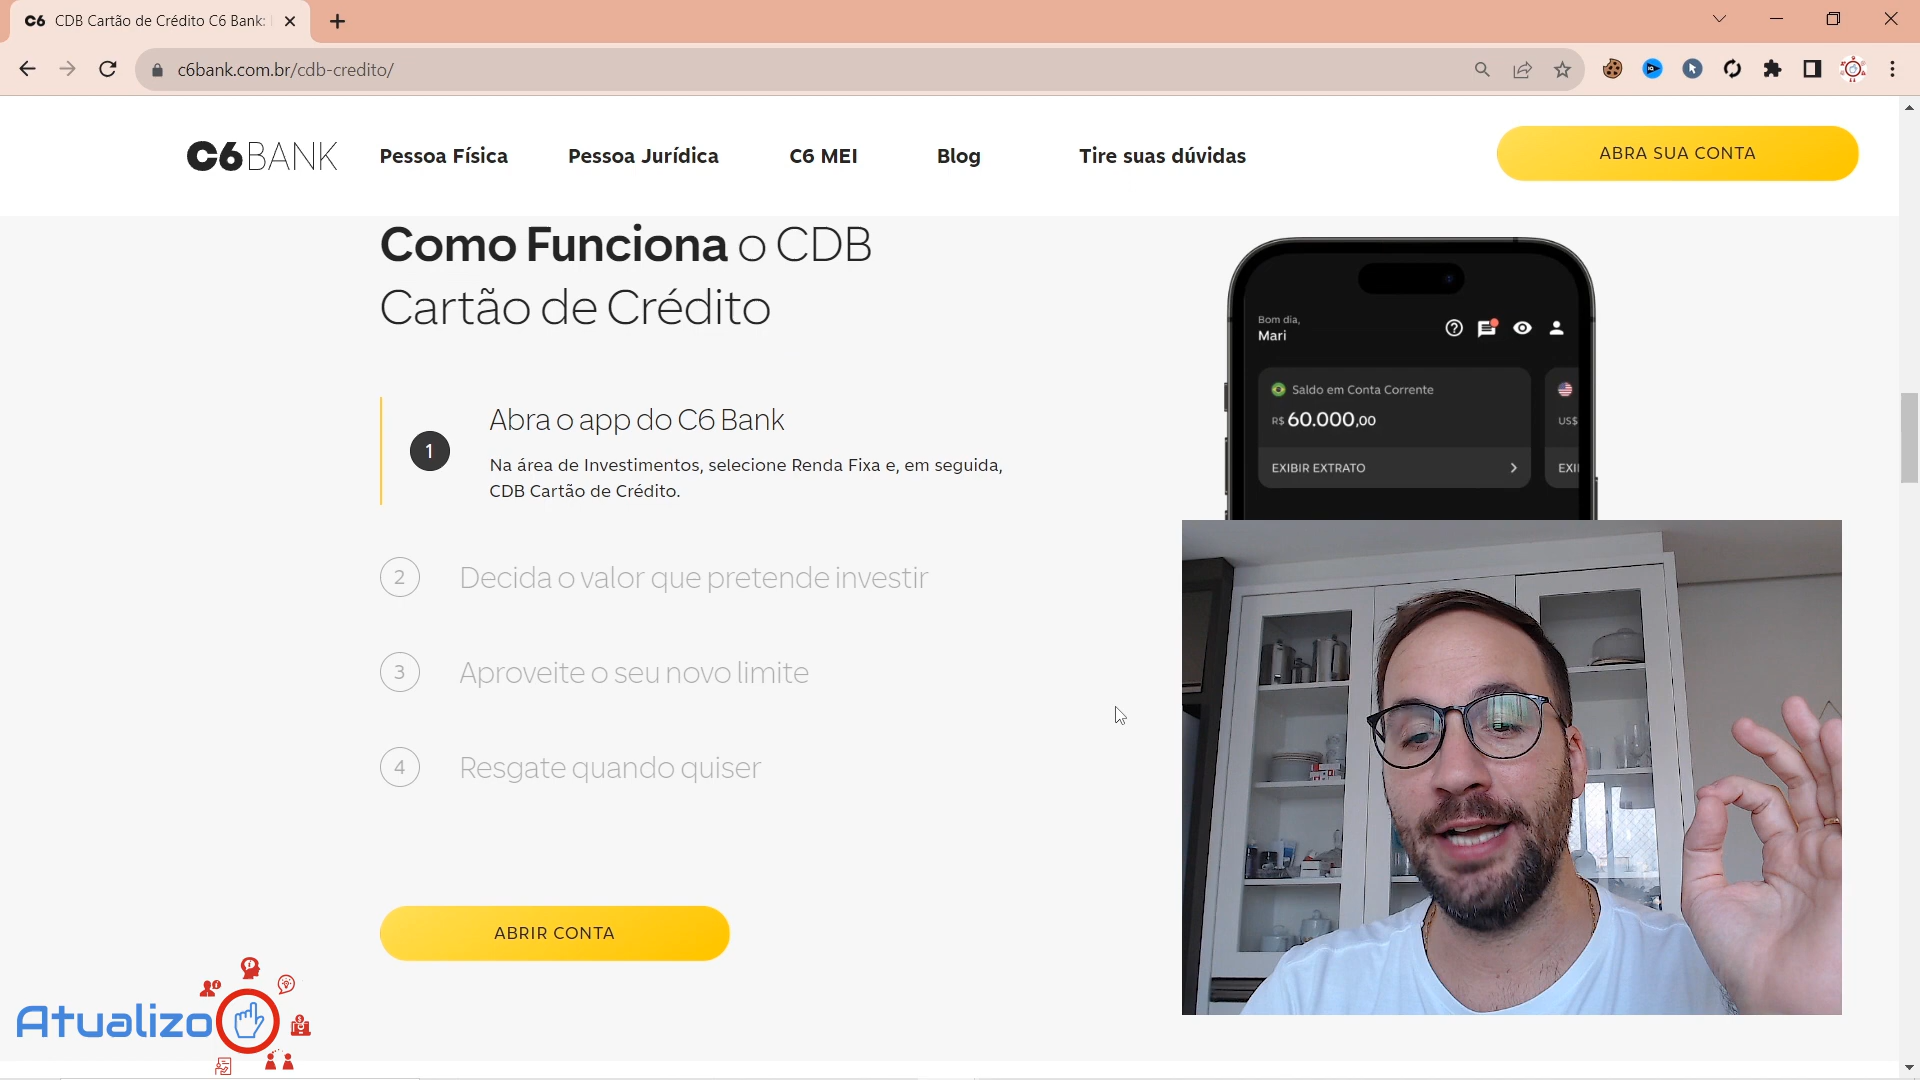 C6 CDB Cartão de Crédito C6 Bank:
c6bank.com.br/cdb-credito/
C6BANK
Pessoa Física
Pessoa Jurídica
C6 MEI
Blog
Tire suas dúvidas
ABRA SUA CONTA
Como Funciona o CDB
Cartão de Crédito
1
Abra o app do C6 Bank
Na área de Investimentos, selecione Renda Fixa e, em seguida,
CDB Cartão de Crédito.
2
Decida o valor que pretende investir
3
Aproveite o seu novo limite
4
Resgate quando quiser
ABRIR CONTA
Bom dia,
Mari
Saldo em Conta Corrente
R$ 60.000,00
US$
EXIBIR EXTRATO
EXI
Atualizo